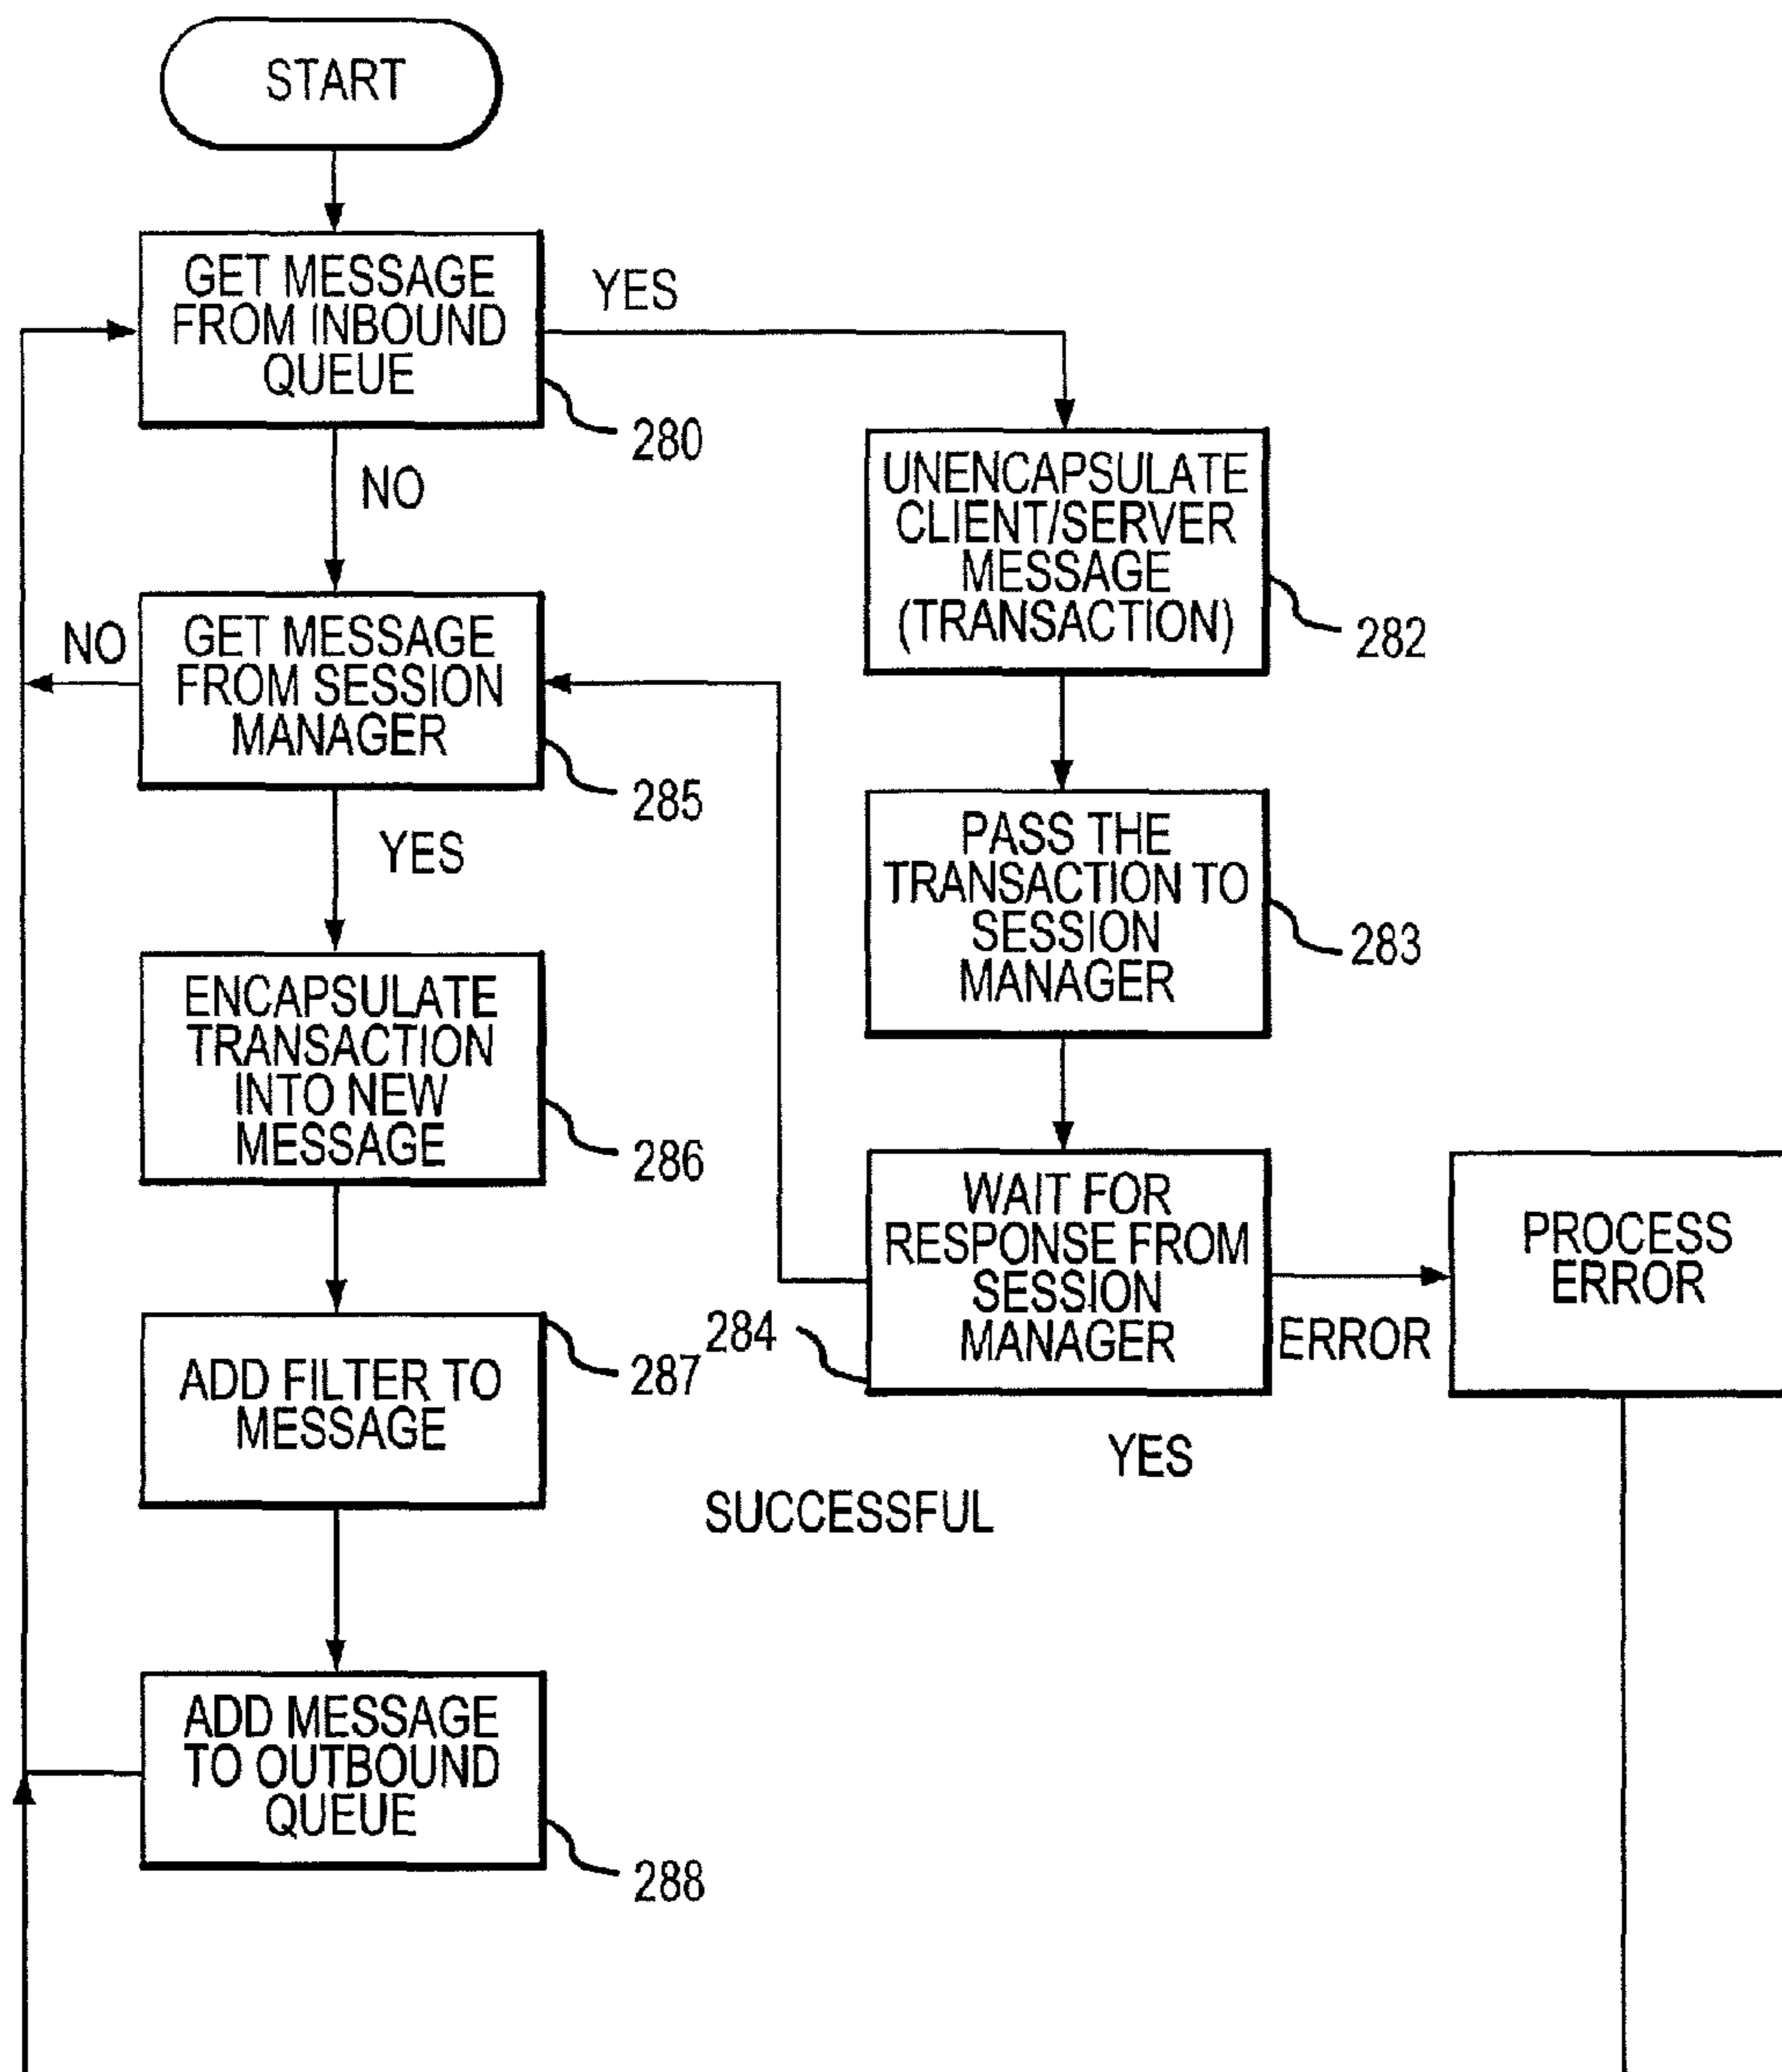 START
GET MESSAGE
FROM INBOUND
QUEUE
YES
280
NO
UNENCAPSULATE
CLIENT/SERVER
MESSAGE
(TRANSACTION)
282
NO
GET MESSAGE
FROM SESSION
MANAGER
285
YES
PASS THE
TRANSACTION TO
SESSION
MANAGER
283
ENCAPSULATE
TRANSACTION
INTO NEW
MESSAGE
286
WAIT FOR
RESPONSE FROM
SESSION
MANAGER
284
ERROR
PROCESS
ERROR
ADD FILTER TO
MESSAGE
287
YES
SUCCESSFUL
ADD MESSAGE
TO OUTBOUND
QUEUE
288